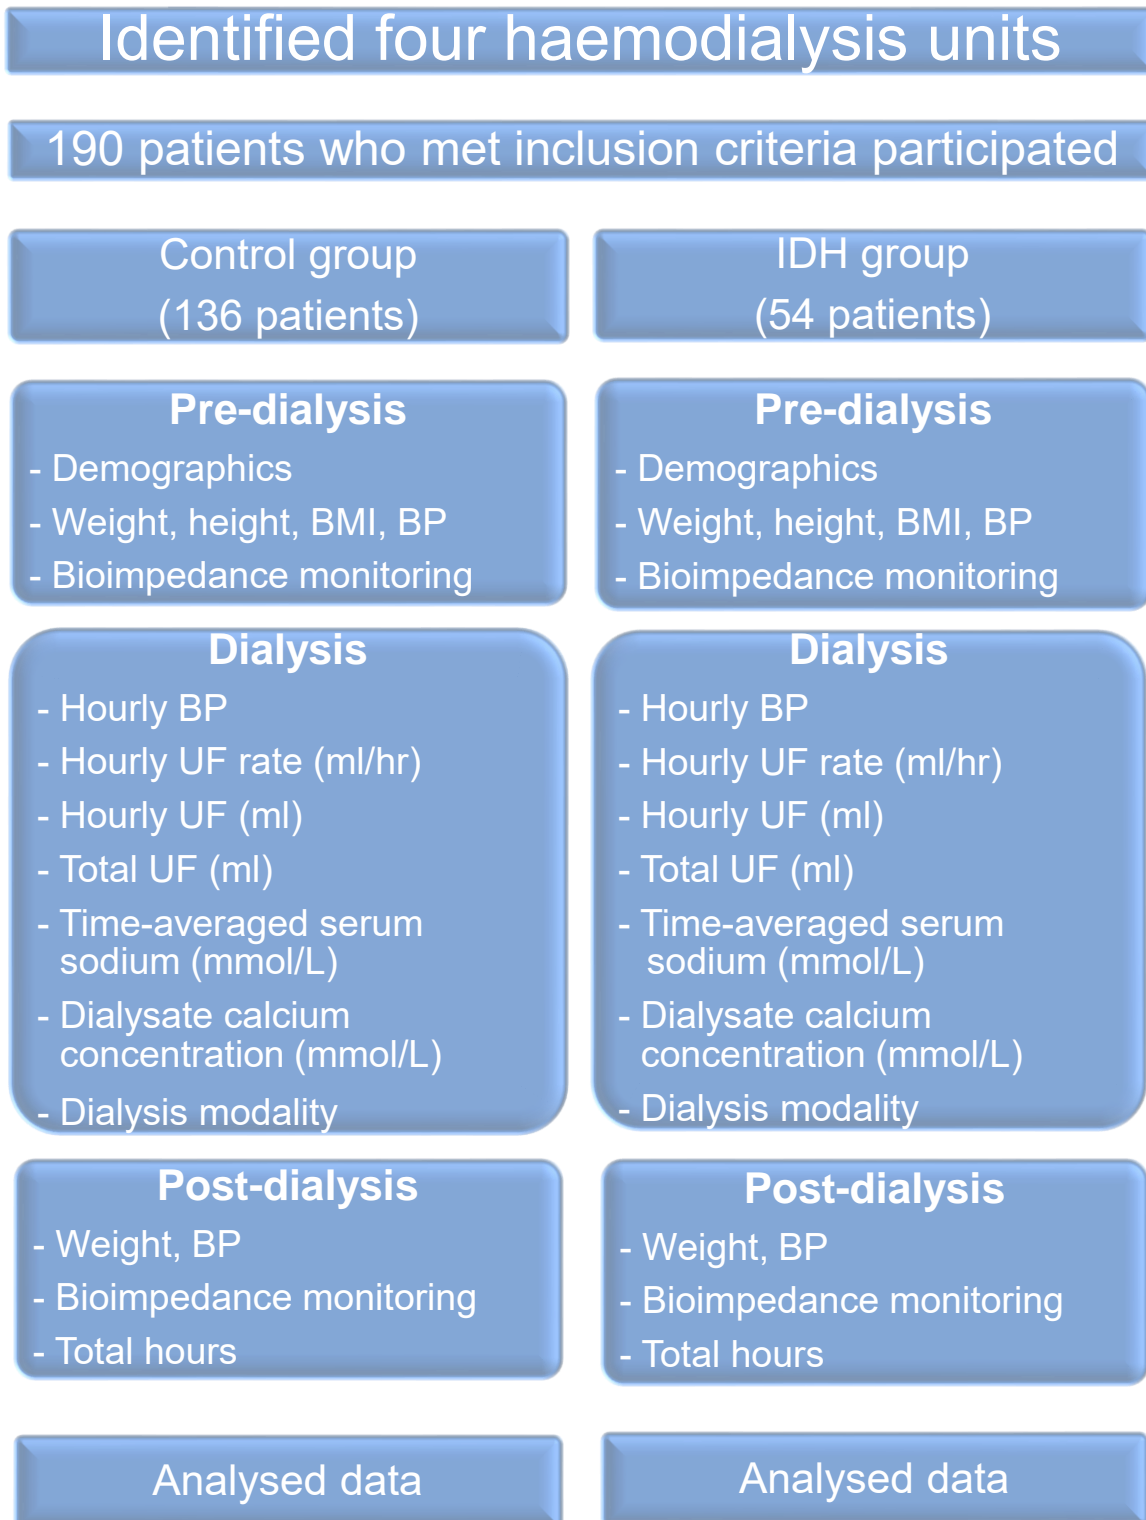 Identified four haemodialysis units
190 patients who met inclusion criteria participated
Control group
(136 patients)
IDH group
(54 patients)
Pre-dialysis
- Demographics
- Weight, height, BMI, BP
- Bioimpedance monitoring
Pre-dialysis
- Demographics
- Weight, height, BMI, BP
- Bioimpedance monitoring
Dialysis
- Hourly BP
- Hourly UF rate (ml/hr)
- Hourly UF (ml)
- Total UF (ml)
- Time-averaged serum
sodium (mmol/L)
- Dialysate calcium
concentration (mmol/L)
- Dialysis modality
Dialysis
- Hourly BP
- Hourly UF rate (ml/hr)
- Hourly UF (ml)
- Total UF (ml)
- Time-averaged serum
sodium (mmol/L)
- Dialysate calcium
concentration (mmol/L)
- Dialysis modality
Post-dialysis
- Weight, BP
- Bioimpedance monitoring
- Total hours
Post-dialysis
- Weight, BP
- Bioimpedance monitoring
- Total hours
Analysed data
Analysed data